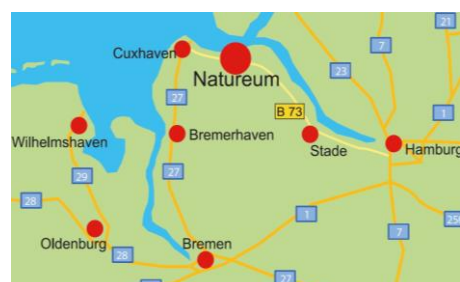 21
7
Cuxhaven
23
Natureum
27
B 73
1
Wilhelmshaven
Bremerhaven
Stade
Hamburg
27
29
28
1
25
Oldenburg
Bremen
7
28
27